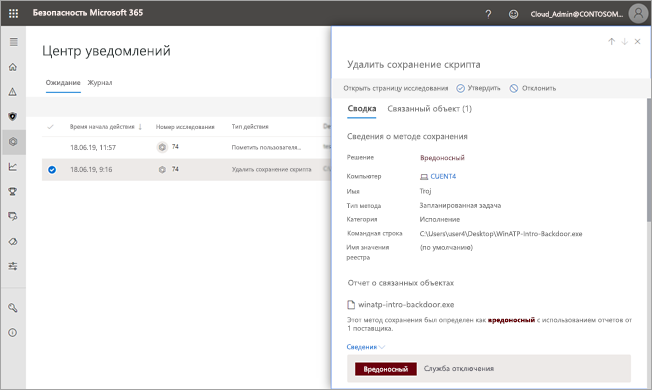 Безопасность Microsoft 365
Cloud_Admin@CONTOSOM...
Центр уведомлений
Ожидание Журнал
Время начала действия ↓ Номер исследования Тип действия
18.06.19, 11:57 74 Пометить пользователя...
18.06.19, 9:16 74 Удалить сохранение скрипта
Удалить сохранение скрипта
Открыть страницу исследования Утвердить Отклонить
Сводка Связанный объект (1)
Сведения о методе сохранения
Решение Вредоносный
Компьютер CUENT4
Имя Troj
Тип метода Запланированная задача
Категория Исполнение
Командная строка C:\Users\user4\Desktop\WinATP-Intro-Backdoor.exe
Имя значения (по умолчанию)
реестра
Отчет о связанных объектах
winatp-intro-backdoor.exe
Этот метод сохранения был определен как вредоносный с использованием отчетов от
1 поставщика.
Сведения
Вредоносный Служба отключения